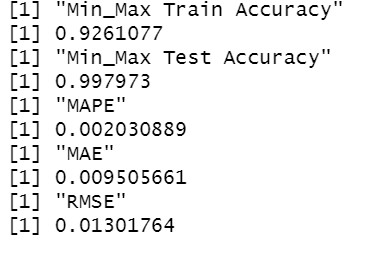 [1] "Min_Max Train Accuracy"
[1] 0.9261077
[1] "Min_Max Test Accuracy"
[1] 0.997973
[1] "MAPE"
[1] 0.002030889
[1] "MAE"
[1] 0.009505661
[1] "RMSE"
[1] 0.01301764